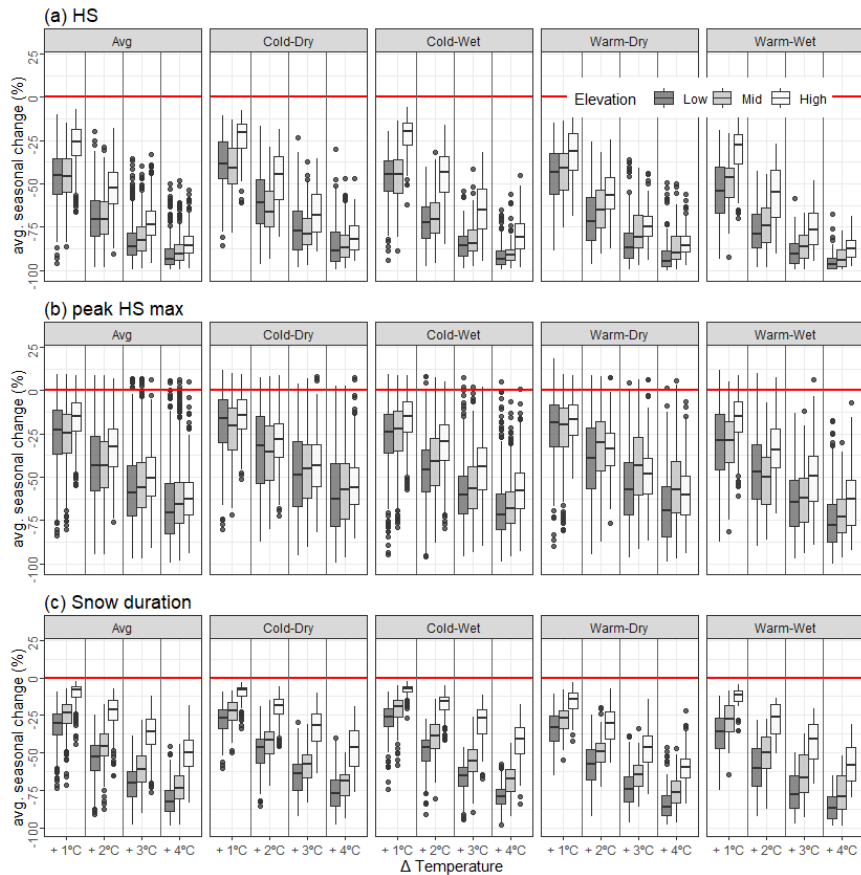 (a) HS
Avg Cold-Dry Cold-Wet Warm-Dry Warm-Wet
avg. seasonal change (%)
25
0
-25
-50
-75
-100
Elevation Low Mid High
(b) peak HS max
Avg Cold-Dry Cold-Wet Warm-Dry Warm-Wet
avg. seasonal change (%)
25
0
-25
-50
-75
-100
(c) Snow duration
Avg Cold-Dry Cold-Wet Warm-Dry Warm-Wet
avg. seasonal change (%)
25
0
-25
-50
-75
-100
+ 1ºC + 2ºC + 3ºC + 4ºC + 1ºC + 2ºC + 3ºC + 4ºC + 1ºC + 2ºC + 3ºC + 4ºC + 1ºC + 2ºC + 3ºC + 4ºC + 1ºC + 2ºC + 3ºC + 4ºC
Δ Temperature